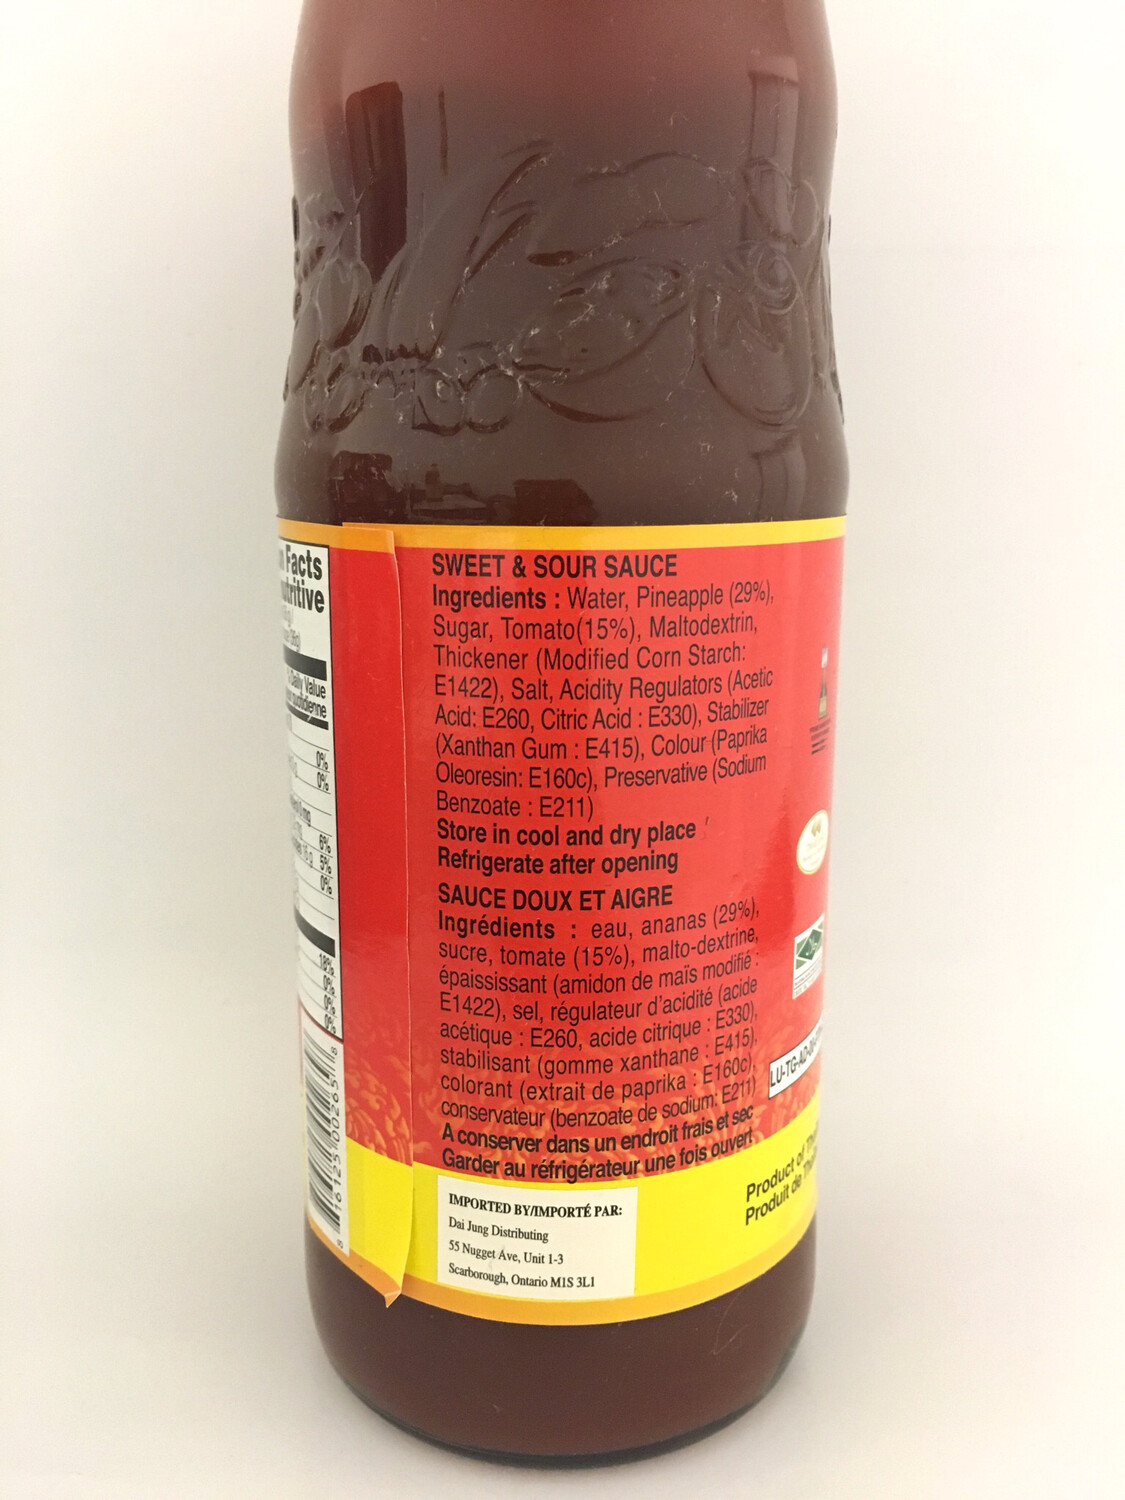 n Facts
nutritive
% Daily Value
quotidienne
0%
0%
6%
5%
0%
18%
0%
0%
0%
SWEET & SOUR SAUCE
Ingredients : Water, Pineapple (29%),
Sugar, Tomato(15%), Maltodextrin,
Thickener (Modified Corn Starch:
E1422), Salt, Acidity Regulators (Acetic
Acid: E260, Citric Acid : E330), Stabilizer
(Xanthan Gum : E415), Colour (Paprika
Oleoresin: E160c), Preservative (Sodium
Benzoate : E211)
Store in cool and dry place
Refrigerate after opening
SAUCE DOUX ET AIGRE
Ingrédients : eau, ananas (29%),
sucre, tomate (15%), malto-dextrine,
épaississant (amidon de maïs modifié :
E1422), sel, régulateur d'acidité (acide
acétique : E260, acide citrique : E330),
stabilisant (gomme xanthane : E415),
colorant (extrait de paprika : E160c),
conservateur (benzoate de sodium: E211)
A conserver dans un endroit frais et sec
Garder au réfrigérateur une fois ouvert
IMPORTED BY/IMPORTÉ PAR:
Dai Jung Distributing
55 Nugget Ave, Unit 1-3
Scarborough, Ontario M1S 3L1
LU-TG-AD-
Product of
Produit de